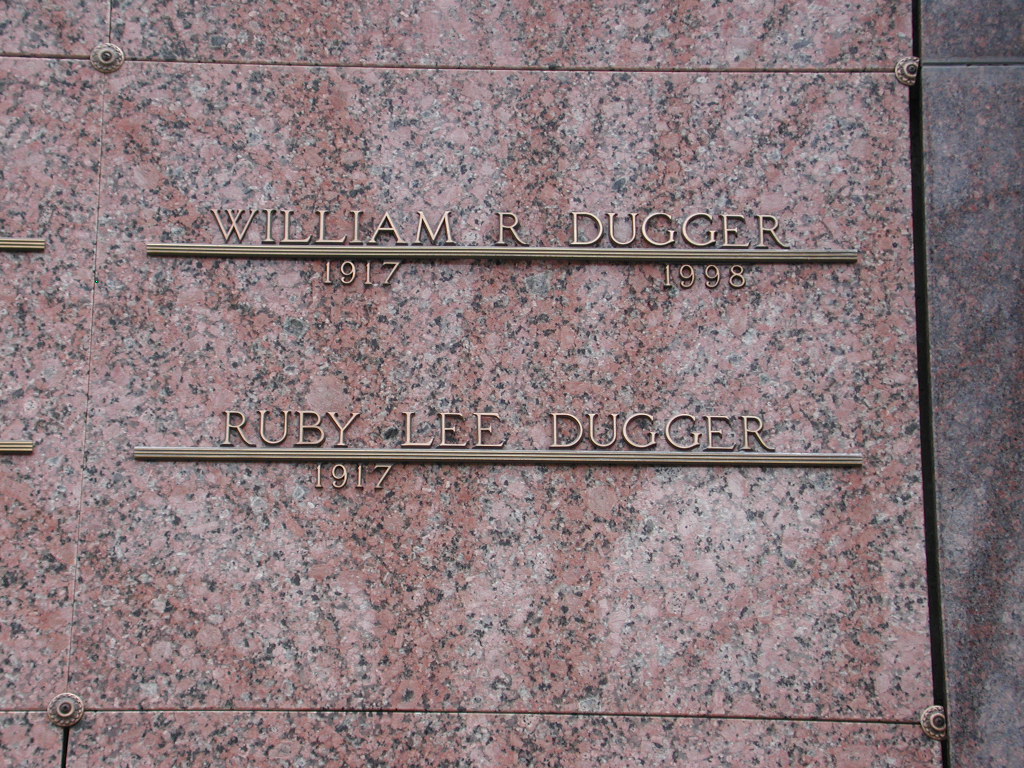 WILLIAM R DUGGER
1917 1998
RUBY LEE DUGGER
1917